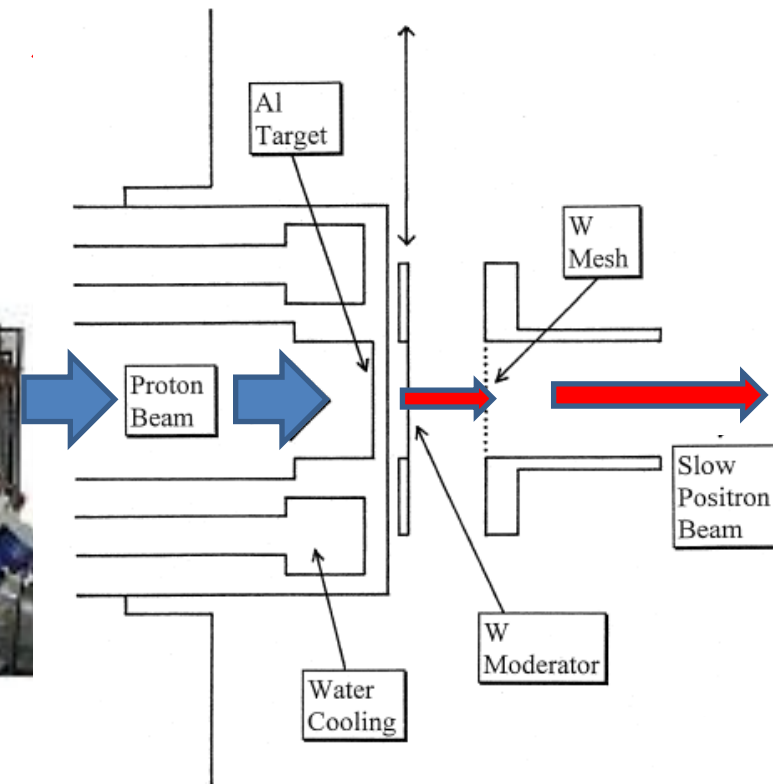 Al
Target
W
Mesh
Proton
Beam
Slow
Positron
Beam
W
Moderator
Water
Cooling